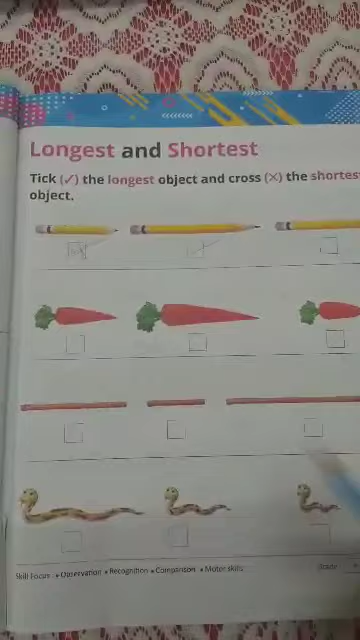 Longest and Shortest
Tick (✓) the longest object and cross (×) the shortest
object.
Skill Focus • Observation • Recognition • Comparison • Motor skills
Grade